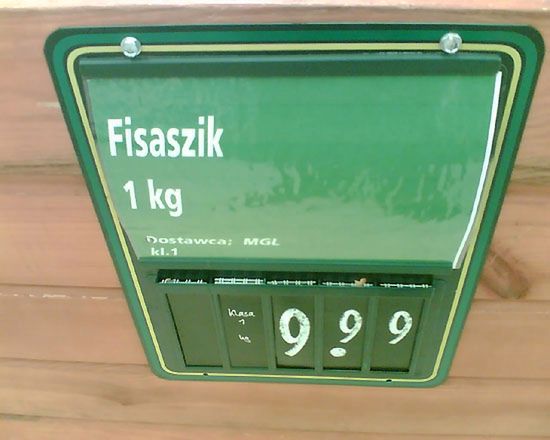 Fisaszik
1 kg
Dostawca; MGL
kl.1
Klasa
1
kg
9.99